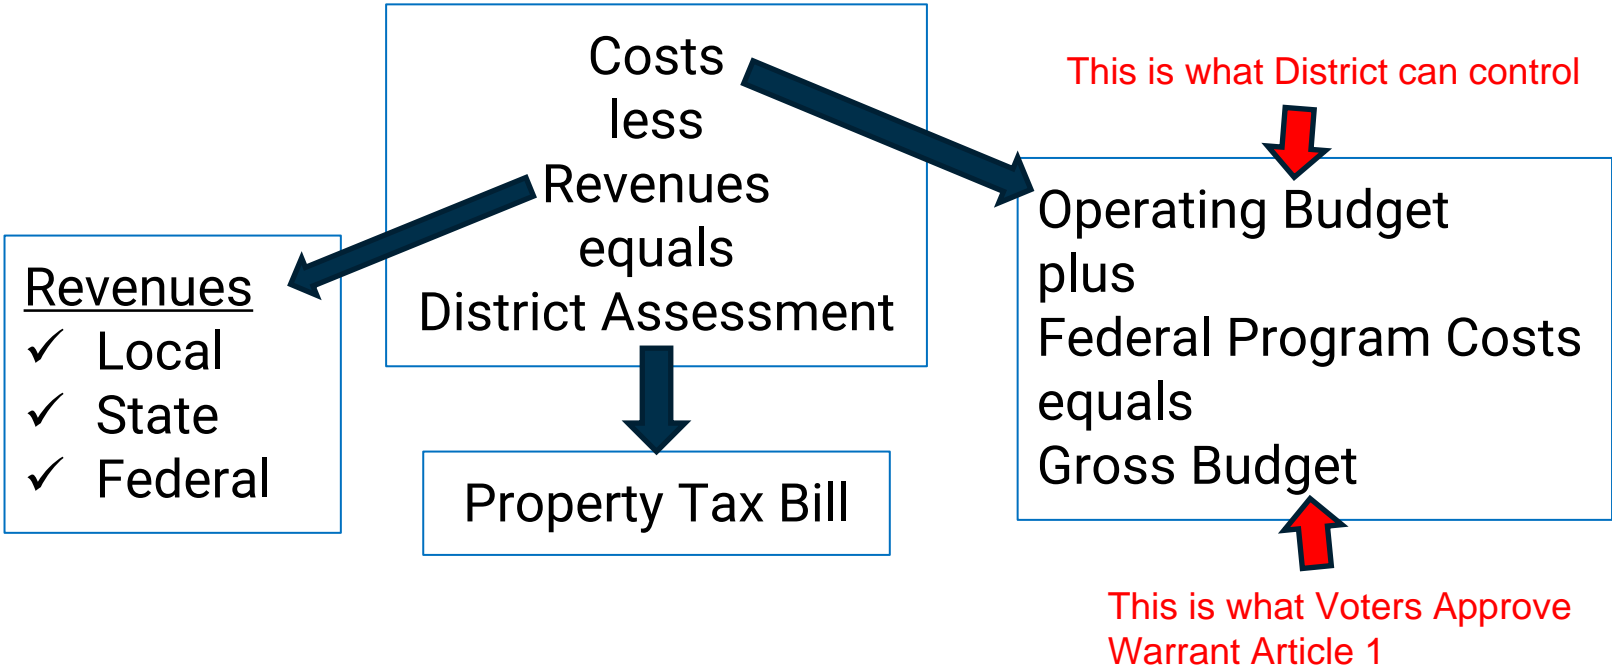 Costs
less
Revenues
equals
District Assessment
Revenues
✓ Local
✓ State
✓ Federal
Property Tax Bill
This is what District can control
Operating Budget
plus
Federal Program Costs
equals
Gross Budget
This is what Voters Approve
Warrant Article 1